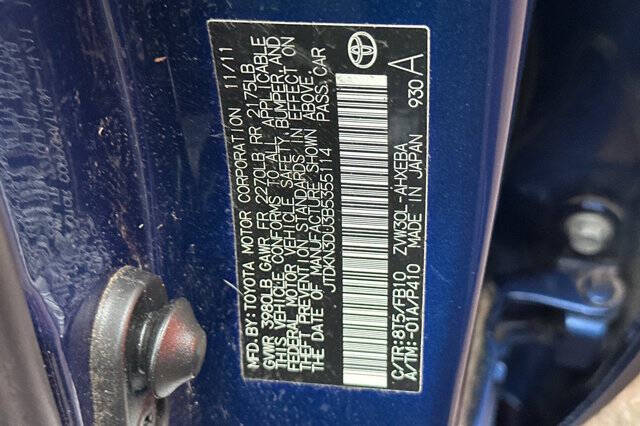 MFD. BY: TOYOTA MOTOR CORPORATION 11/11
GVWR 3980LB GAWR FR 2270LB RR 2175LB
THIS VEHICLE CONFORMS TO ALL APPLICABLE
FEDERAL MOTOR VEHICLE SAFETY, BUMPER, AND
THEFT PREVENTION STANDARDS IN EFFECT ON
THE DATE OF MANUFACTURE SHOWN ABOVE.
JTDKN3DU3B5355114 PASS. CAR
C/TR: 8T5/FB10 ZVW30L-AHXEBA
A/TM: -01A/P410 MADE IN JAPAN
930 A